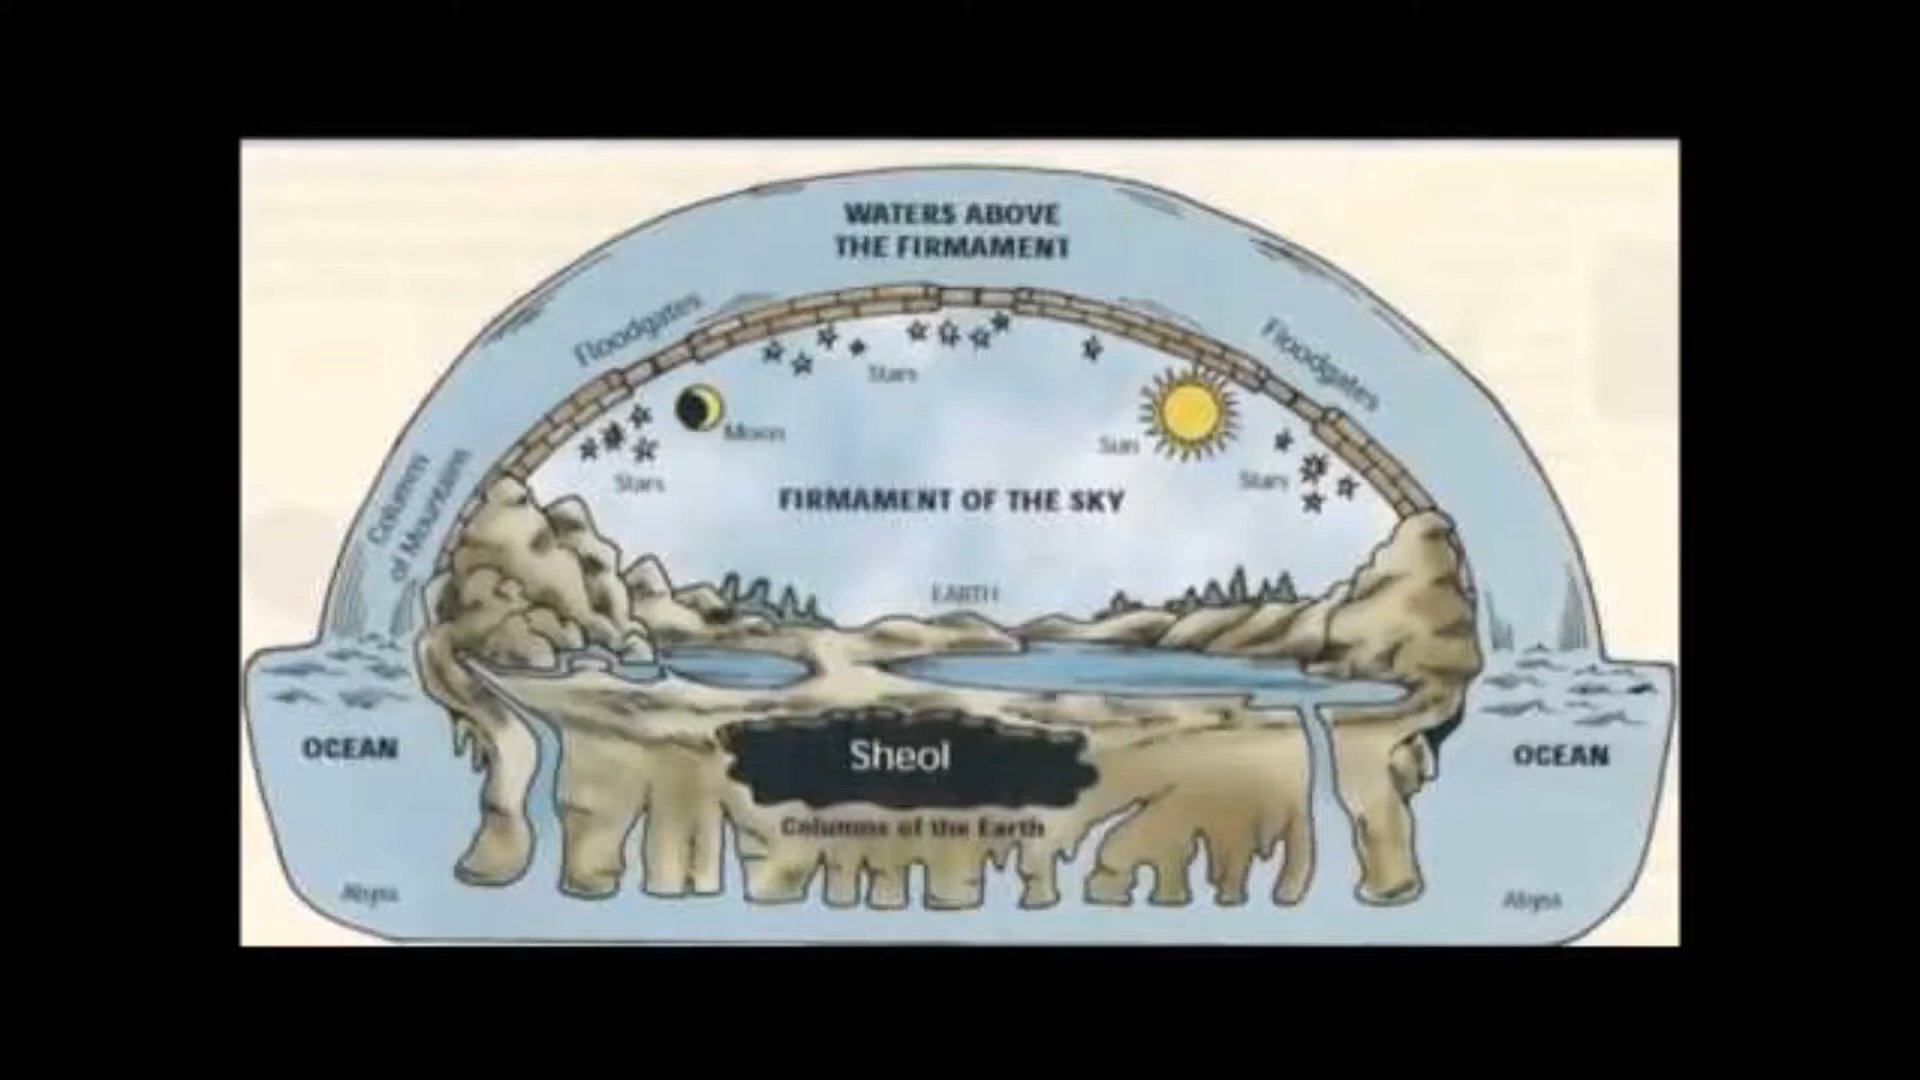 WATERS ABOVE
THE FIRMAMENT
Floodgates
Floodgates
Stars
Moon
Sun
Columns
of Mountains
Stars
Stars
FIRMAMENT OF THE SKY
EARTH
OCEAN
Sheol
OCEAN
Columns of the Earth
Abyss
Abyss